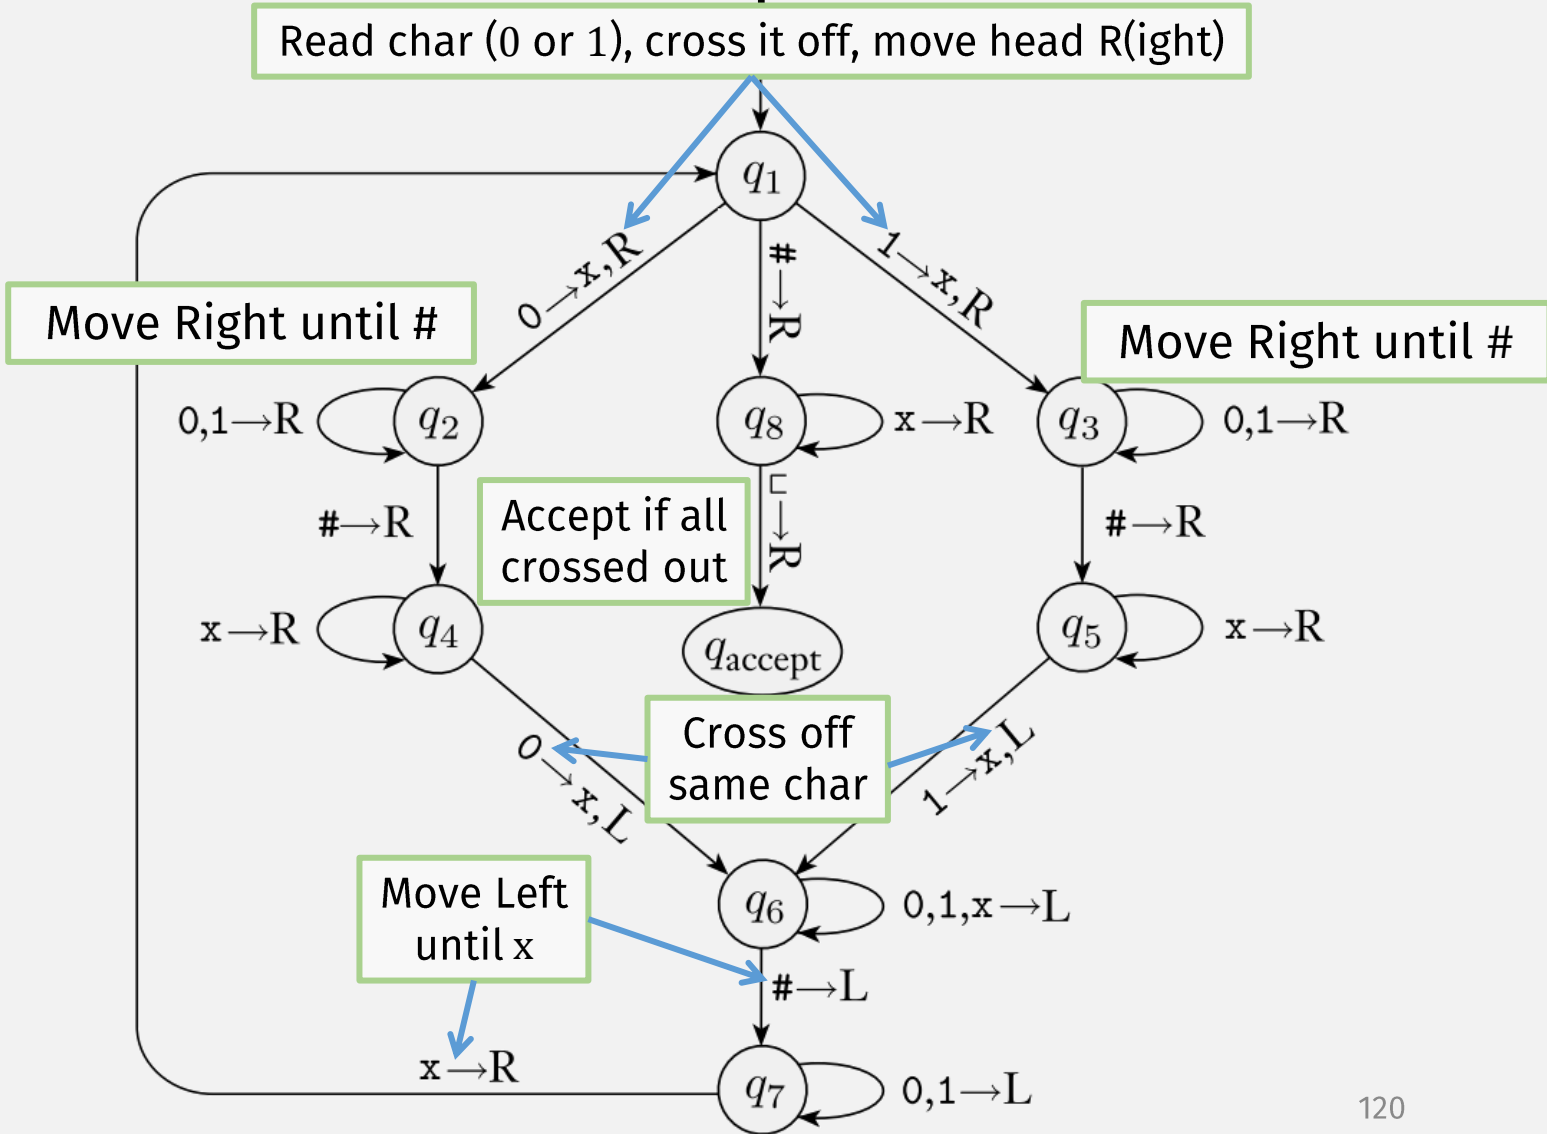 Read char (0 or 1), cross it off, move head R(ight)
q1
0→x,R
#→R
1→x,R
Move Right until #
Move Right until #
0,1→R
q2
q8
x→R
q3
0,1→R
#→R
Accept if all
crossed out
⊔→R
#→R
x→R
q4
qaccept
q5
x→R
0→x,L
Cross off
same char
1→x,L
Move Left
until x
q6
0,1,x→L
#→L
x→R
q7
0,1→L
120